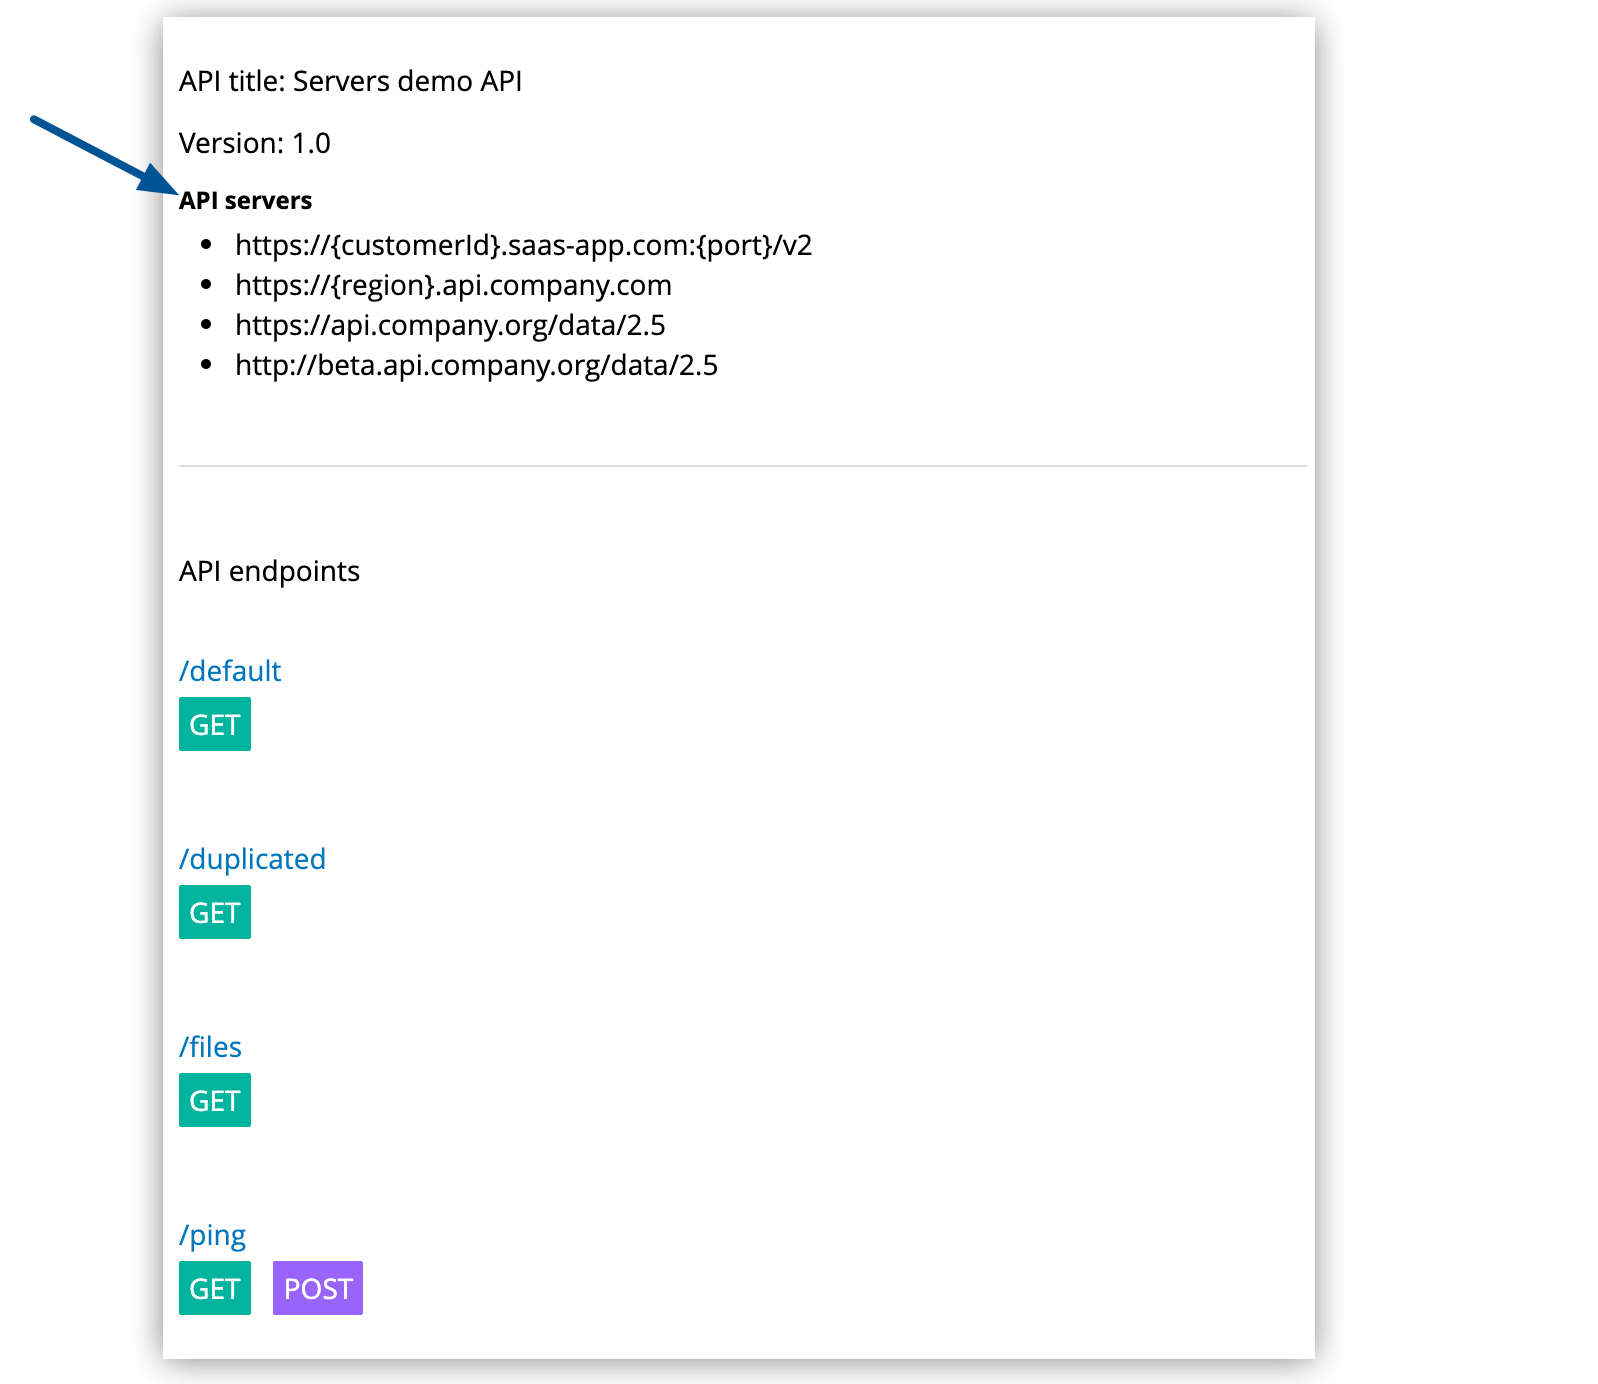 API title: Servers demo API
Version: 1.0
API servers
• https://{customerId}.saas-app.com:{port}/v2
• https://{region}.api.company.com
• https://api.company.org/data/2.5
• http://beta.api.company.org/data/2.5
API endpoints
/default
GET
/duplicated
GET
/files
GET
/ping
GET POST